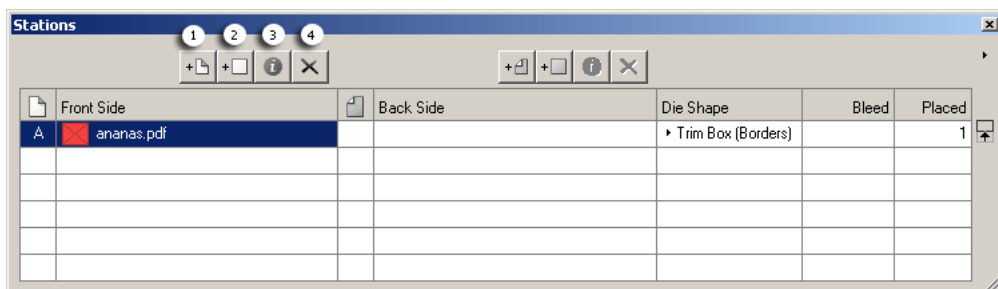 Stations
1 2 3 4
Front Side Back Side Die Shape Bleed Placed
A ananas.pdf Trim Box (Borders) 1